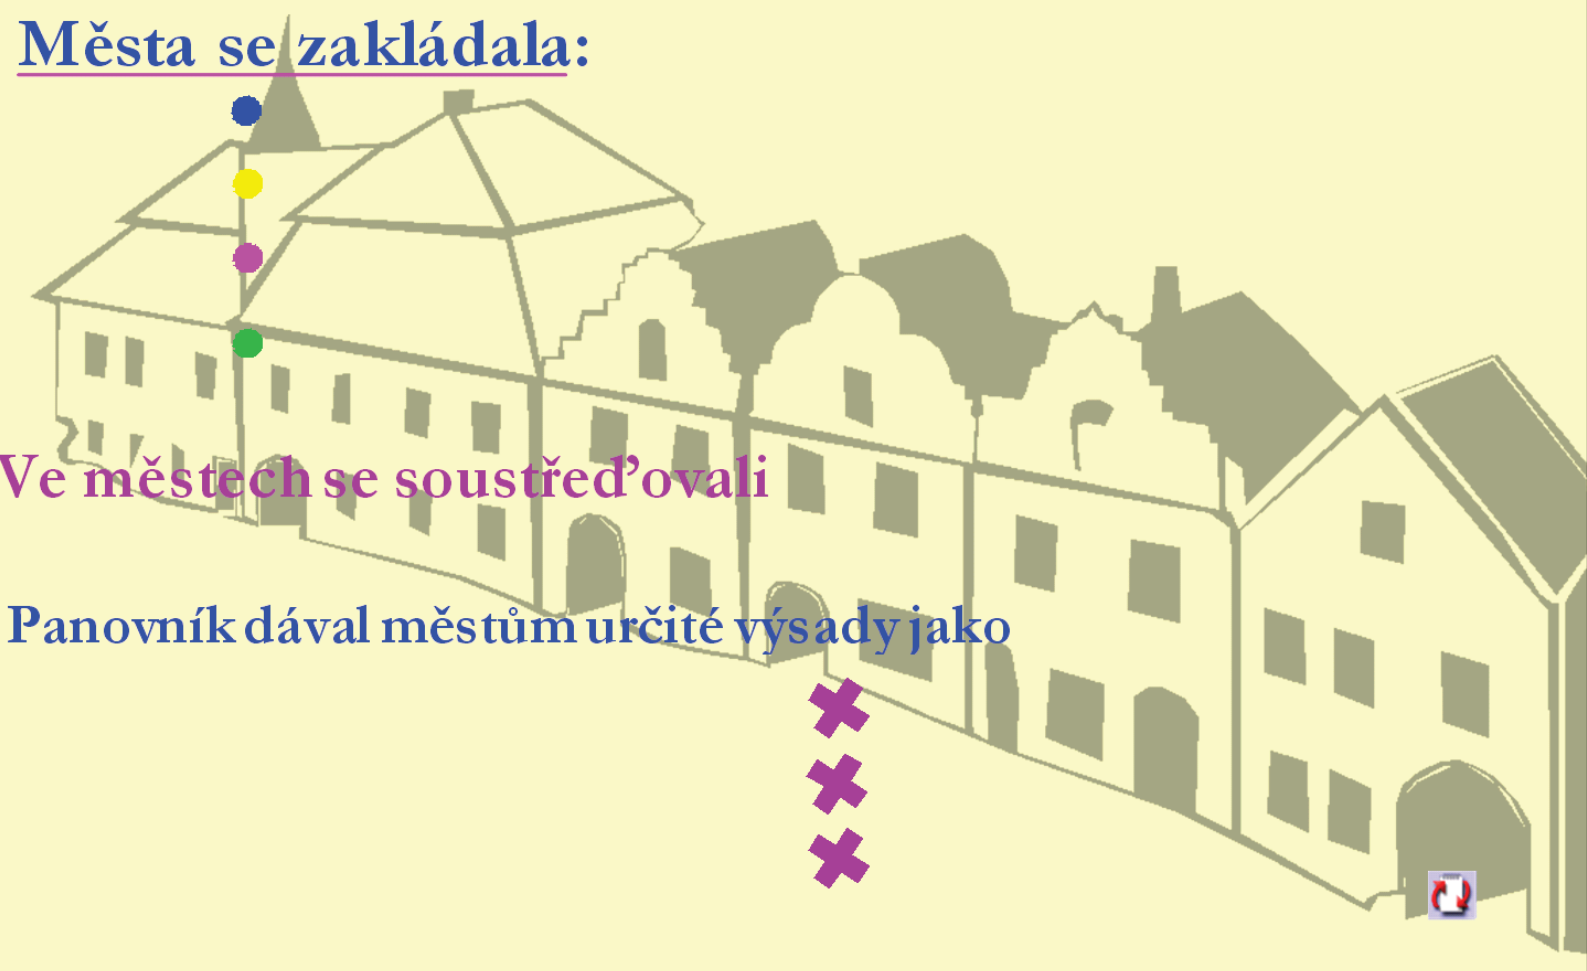 Města se zakládala:
Ve městech se soustřeďovali
Panovník dával městům určité výsady jako